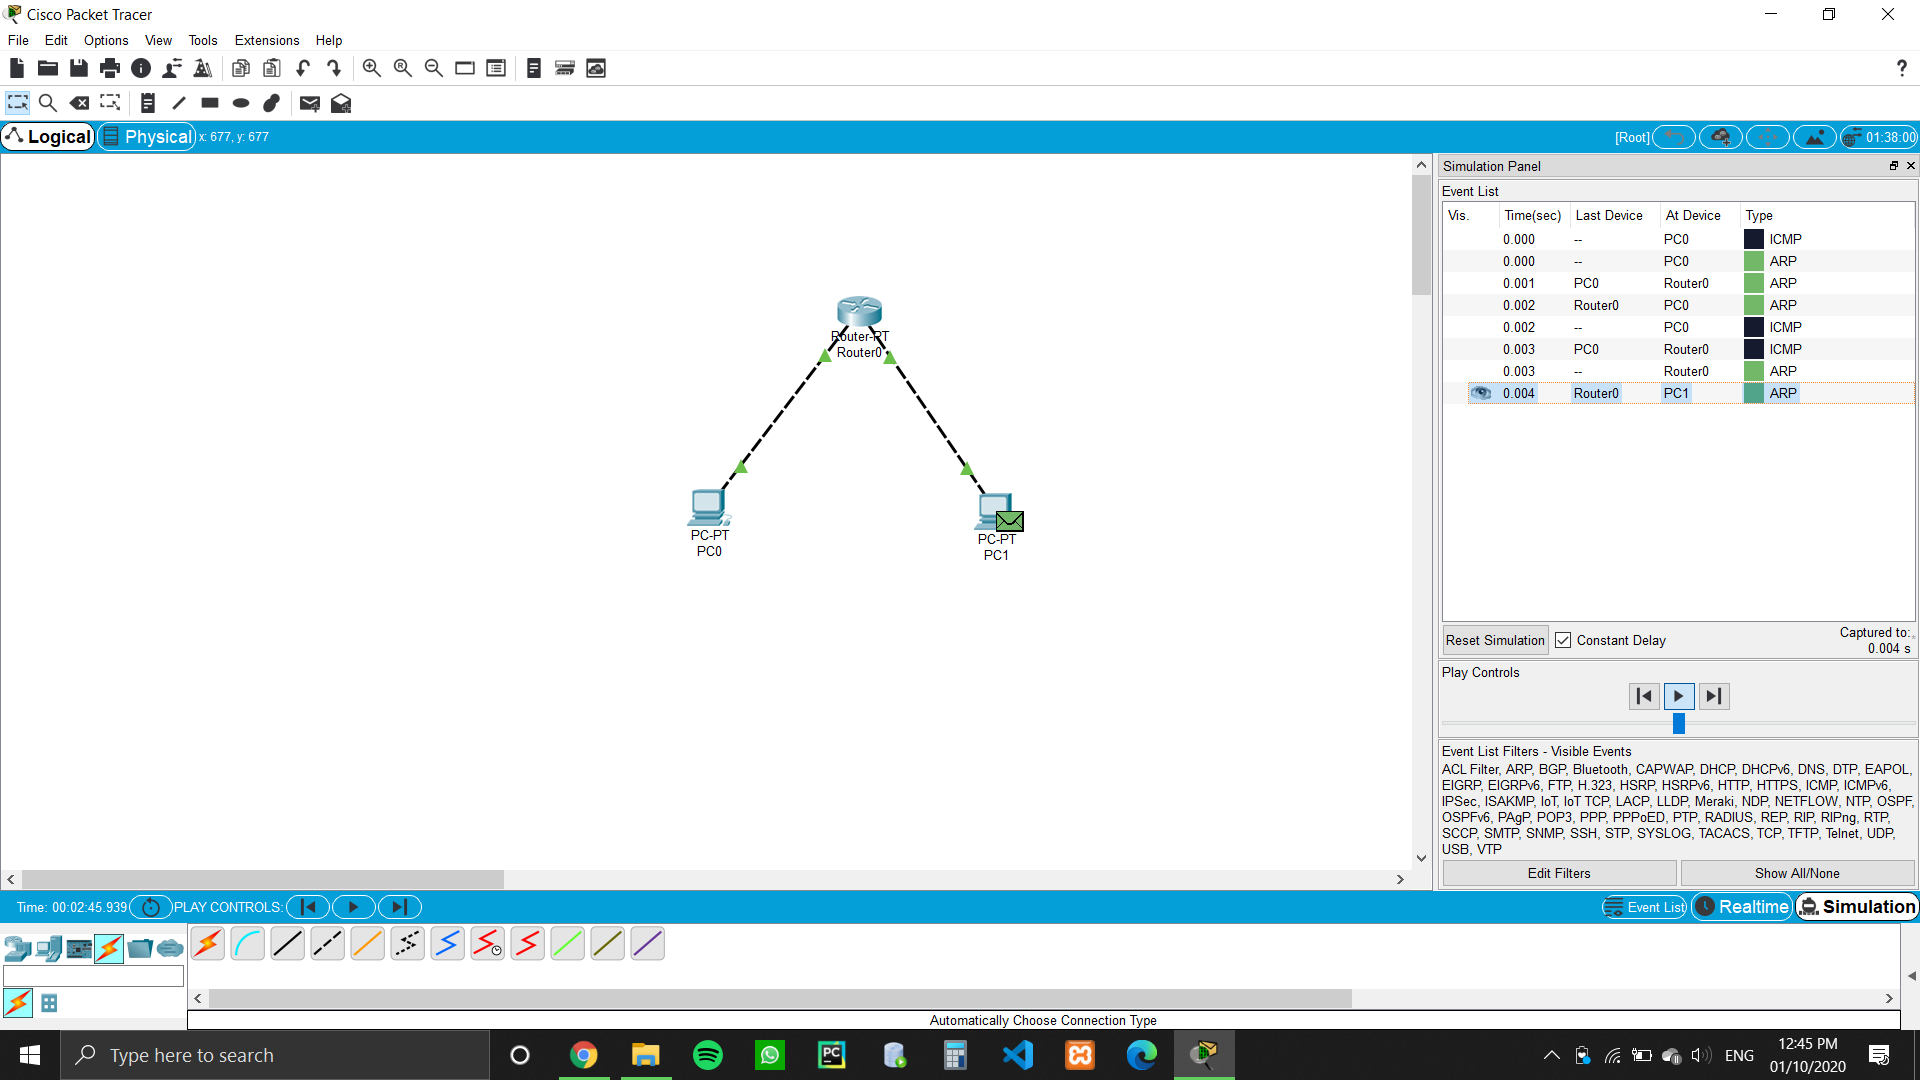 Cisco Packet Tracer
File Edit Options View Tools Extensions Help
?
Logical Physical x: 677, y: 677
[Root] 01:38:00
Simulation Panel
Event List
Vis. Time(sec) Last Device At Device Type
0.000 -- PC0 ICMP
0.000 -- PC0 ARP
0.001 PC0 Router0 ARP
0.002 Router0 PC0 ARP
0.002 -- PC0 ICMP
0.003 PC0 Router0 ICMP
0.003 -- Router0 ARP
0.004 Router0 PC1 ARP
Router-PT
Router0
PC-PT
PC0
PC-PT
PC1
Reset Simulation Constant Delay
Captured to:
0.004 s
Play Controls
Event List Filters - Visible Events
ACL Filter, ARP, BGP, Bluetooth, CAPWAP, DHCP, DHCPv6, DNS, DTP, EAPOL,
EIGRP, EIGRPv6, FTP, H.323, HSRP, HSRPv6, HTTP, HTTPS, ICMP, ICMPv6,
IPSec, ISAKMP, IoT, IoT TCP, LACP, LLDP, Meraki, NDP, NETFLOW, NTP, OSPF,
OSPFv6, PAgP, POP3, PPP, PPPoED, PTP, RADIUS, REP, RIP, RIPng, RTP,
SCCP, SMTP, SNMP, SSH, STP, SYSLOG, TACACS, TCP, TFTP, Telnet, UDP,
USB, VTP
Edit Filters Show All/None
Time: 00:02:45.939 PLAY CONTROLS: Event List Realtime Simulation
Automatically Choose Connection Type
Type here to search
ENG
12:45 PM
01/10/2020